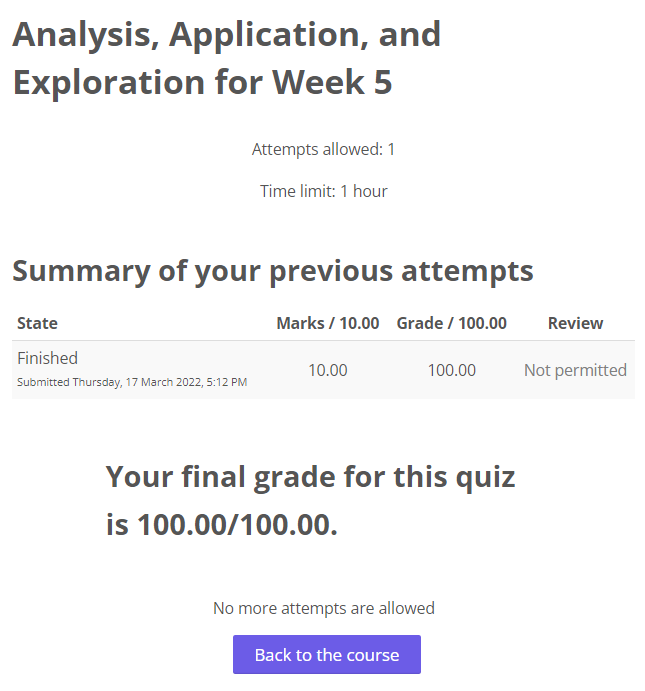 Analysis, Application, and
Exploration for Week 5
Attempts allowed: 1
Time limit: 1 hour
Summary of your previous attempts
State Marks / 10.00 Grade / 100.00 Review
Finished
Submitted Thursday, 17 March 2022, 5:12 PM
10.00 100.00 Not permitted
Your final grade for this quiz
is 100.00/100.00.
No more attempts are allowed
Back to the course